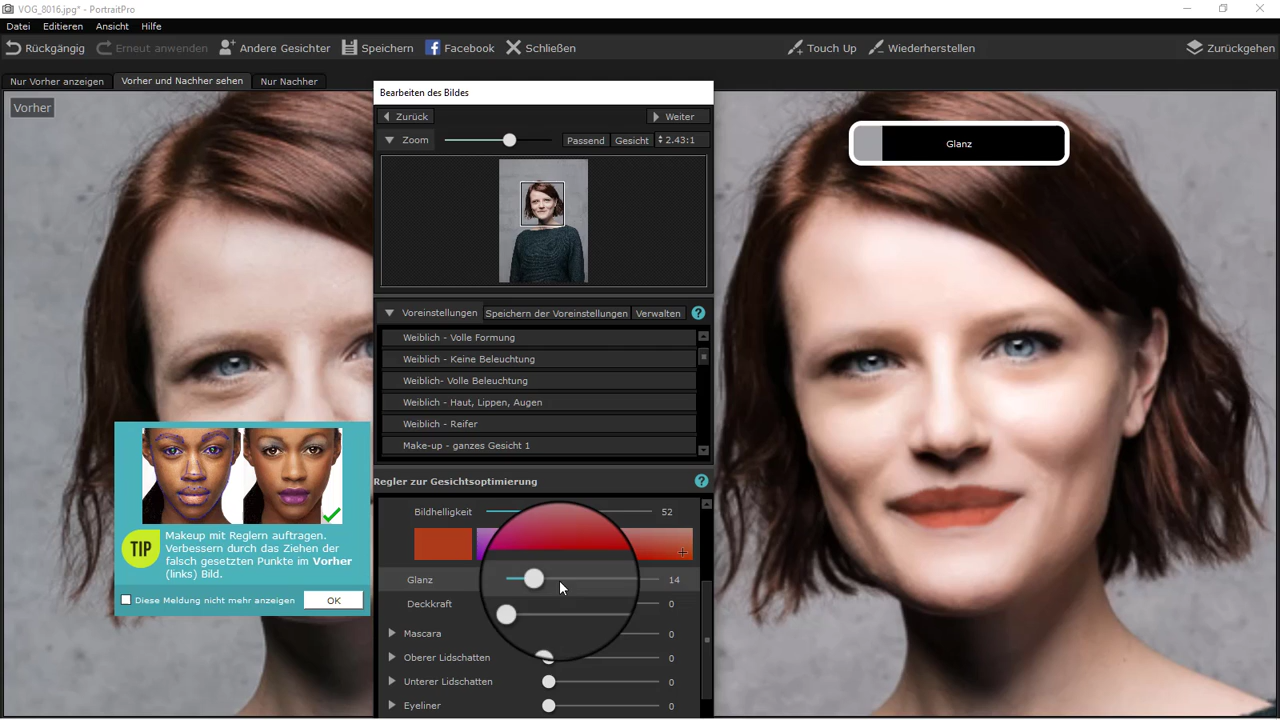 VOG_8016.jpg* - PortraitPro
Datei Editieren Ansicht Hilfe
Rückgängig Erneut anwenden Andere Gesichter Speichern Facebook Schließen Touch Up Wiederherstellen Zurückgehen
Nur Vorher anzeigen Vorher und Nachher sehen Nur Nachher
Vorher
Bearbeiten des Bildes
Zurück Weiter
Zoom Passend Gesicht 2.43:1
Glanz
Voreinstellungen Speichern der Voreinstellungen Verwalten ?
Weiblich - Volle Formung
Weiblich - Keine Beleuchtung
Weiblich- Volle Beleuchtung
Weiblich - Haut, Lippen, Augen
Weiblich - Reifer
Make-up - ganzes Gesicht 1
Regler zur Gesichtsoptimierung ?
Bildhelligkeit 52
Glanz 14
Deckkraft 0
Mascara 0
Oberer Lidschatten 0
Unterer Lidschatten 0
Eyeliner 0
TIP
Makeup mit Reglern auftragen.
Verbessern durch das Ziehen der
falsch gesetzten Punkte im Vorher
(links) Bild.
Diese Meldung nicht mehr anzeigen OK